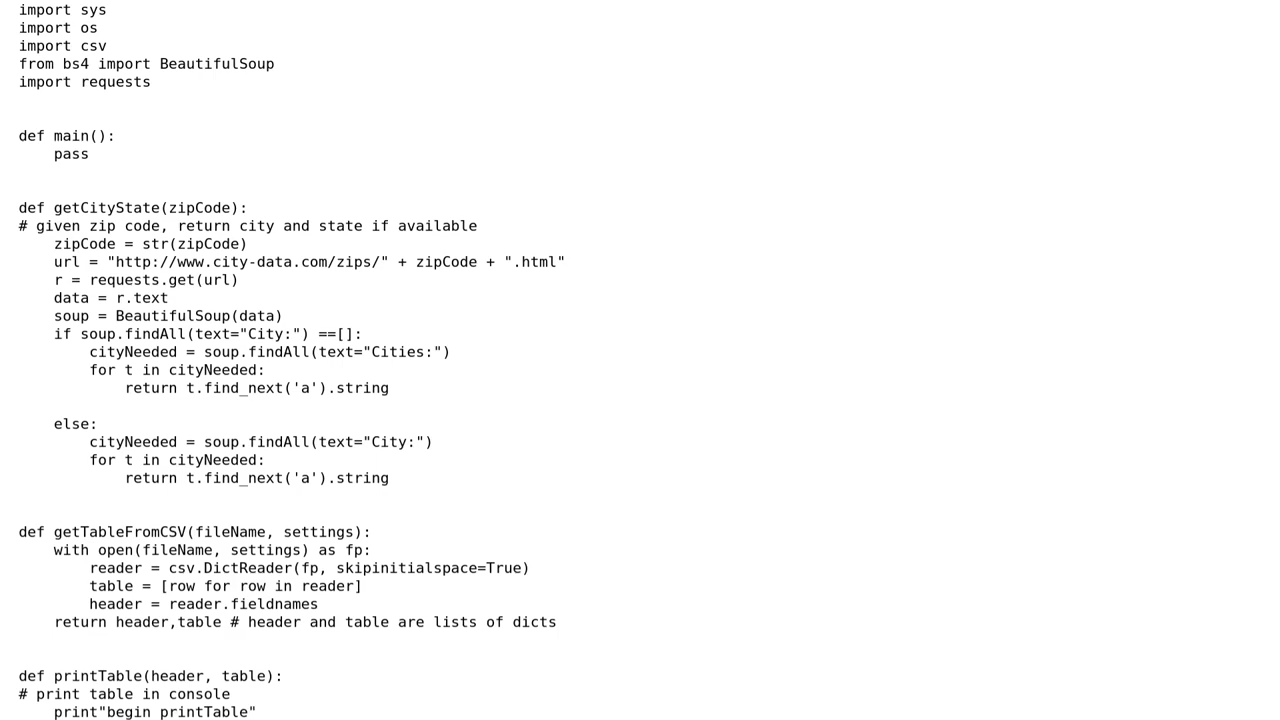 import sys
import os
import csv
from bs4 import BeautifulSoup
import requests


def main():
    pass


def getCityState(zipCode):
# given zip code, return city and state if available
    zipCode = str(zipCode)
    url = "http://www.city-data.com/zips/" + zipCode + ".html"
    r = requests.get(url)
    data = r.text
    soup = BeautifulSoup(data)
    if soup.findAll(text="City:") ==[]:
        cityNeeded = soup.findAll(text="Cities:")
        for t in cityNeeded:
            return t.find_next('a').string

    else:
        cityNeeded = soup.findAll(text="City:")
        for t in cityNeeded:
            return t.find_next('a').string


def getTableFromCSV(fileName, settings):
    with open(fileName, settings) as fp:
        reader = csv.DictReader(fp, skipinitialspace=True)
        table = [row for row in reader]
        header = reader.fieldnames
    return header,table # header and table are lists of dicts


def printTable(header, table):
# print table in console
    print"begin printTable"